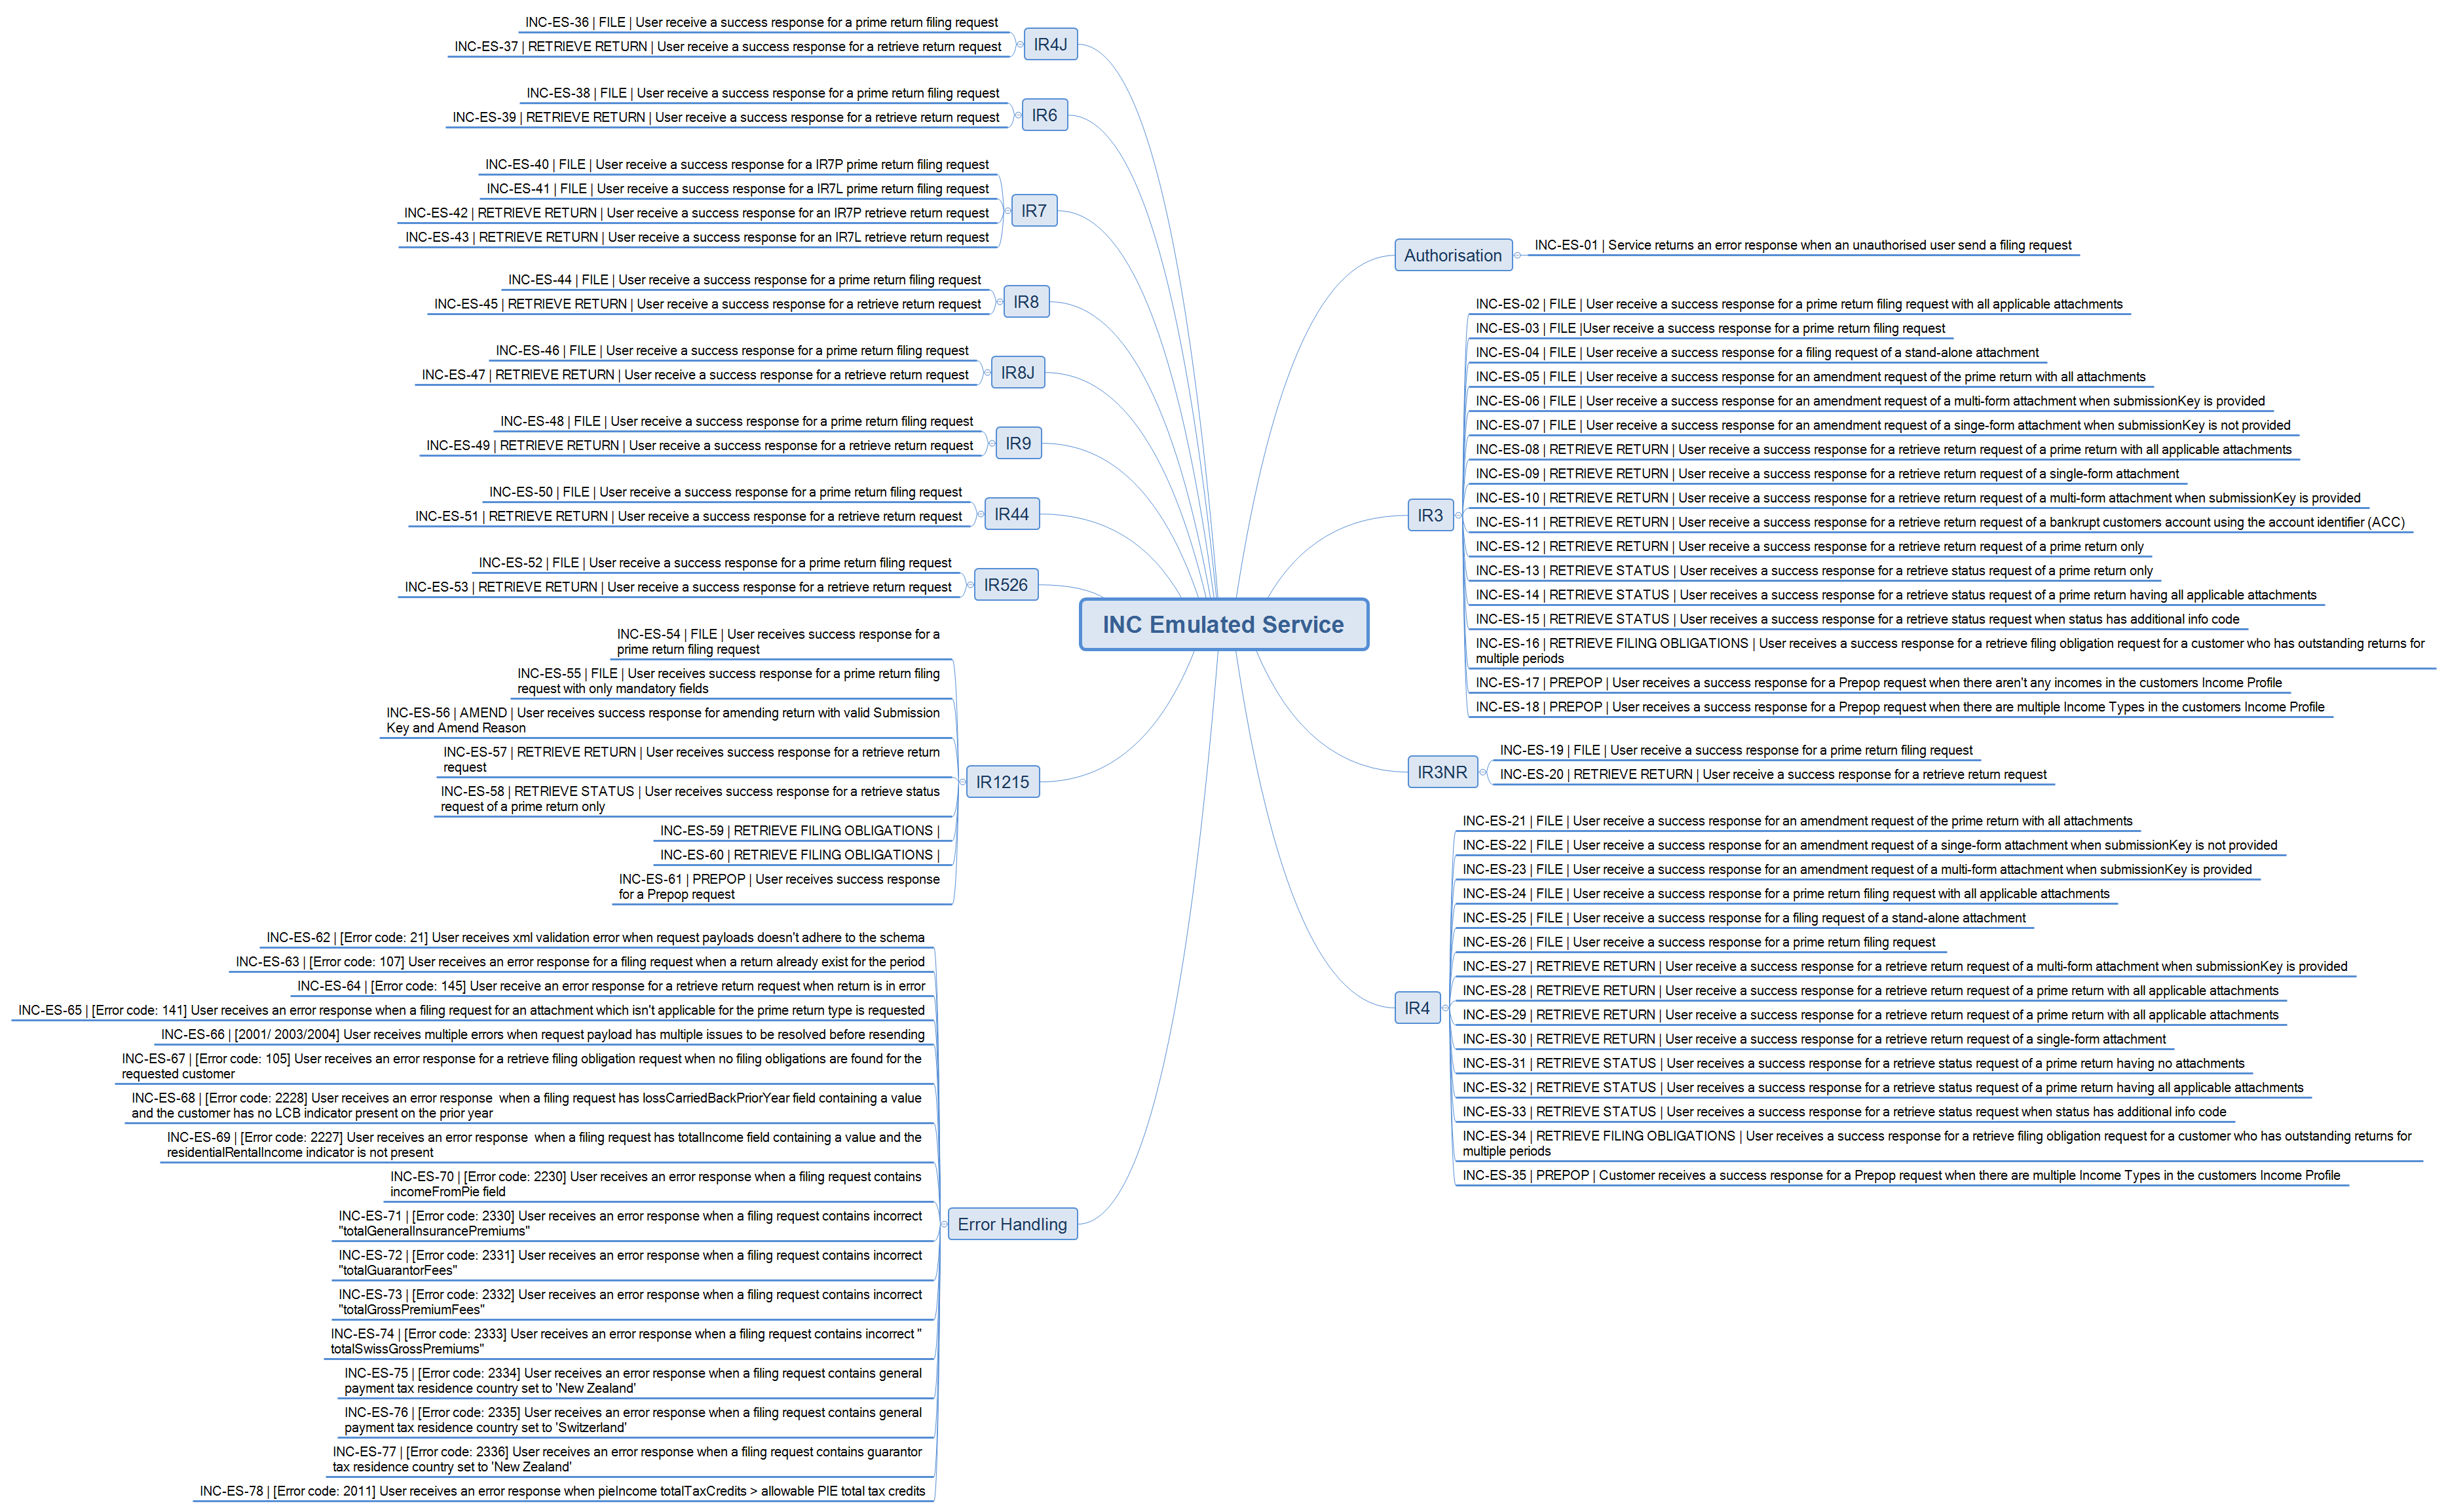 INC Emulated Service
Authorisation
INC-ES-01 | Service returns an error response when an unauthorised user send a filing request
IR3
INC-ES-02 | FILE | User receive a success response for a prime return filing request with all applicable attachments
INC-ES-03 | FILE |User receive a success response for a prime return filing request
INC-ES-04 | FILE | User receive a success response for a filing request of a stand-alone attachment
INC-ES-05 | FILE | User receive a success response for an amendment request of the prime return with all attachments
INC-ES-06 | FILE | User receive a success response for an amendment request of a multi-form attachment when submissionKey is provided
INC-ES-07 | FILE | User receive a success response for an amendment request of a singe-form attachment when submissionKey is not provided
INC-ES-08 | RETRIEVE RETURN | User receive a success response for a retrieve return request of a prime return with all applicable attachments
INC-ES-09 | RETRIEVE RETURN | User receive a success response for a retrieve return request of a single-form attachment
INC-ES-10 | RETRIEVE RETURN | User receive a success response for a retrieve return request of a multi-form attachment when submissionKey is provided
INC-ES-11 | RETRIEVE RETURN | User receive a success response for a retrieve return request of a bankrupt customers account using the account identifier (ACC)
INC-ES-12 | RETRIEVE RETURN | User receive a success response for a retrieve return request of a prime return only
INC-ES-13 | RETRIEVE STATUS | User receives a success response for a retrieve status request of a prime return only
INC-ES-14 | RETRIEVE STATUS | User receives a success response for a retrieve status request of a prime return having all applicable attachments
INC-ES-15 | RETRIEVE STATUS | User receives a success response for a retrieve status request when status has additional info code
INC-ES-16 | RETRIEVE FILING OBLIGATIONS | User receives a success response for a retrieve filing obligation request for a customer who has outstanding returns for
multiple periods
INC-ES-17 | PREPOP | User receives a success response for a Prepop request when there aren't any incomes in the customers Income Profile
INC-ES-18 | PREPOP | User receives a success response for a Prepop request when there are multiple Income Types in the customers Income Profile
IR3NR
INC-ES-19 | FILE | User receive a success response for a prime return filing request
INC-ES-20 | RETRIEVE RETURN | User receive a success response for a retrieve return request
IR4
INC-ES-21 | FILE | User receive a success response for an amendment request of the prime return with all attachments
INC-ES-22 | FILE | User receive a success response for an amendment request of a singe-form attachment when submissionKey is not provided
INC-ES-23 | FILE | User receive a success response for an amendment request of a multi-form attachment when submissionKey is provided
INC-ES-24 | FILE | User receive a success response for a prime return filing request with all applicable attachments
INC-ES-25 | FILE | User receive a success response for a filing request of a stand-alone attachment
INC-ES-26 | FILE | User receive a success response for a prime return filing request
INC-ES-27 | RETRIEVE RETURN | User receive a success response for a retrieve return request of a multi-form attachment when submissionKey is provided
INC-ES-28 | RETRIEVE RETURN | User receive a success response for a retrieve return request of a prime return with all applicable attachments
INC-ES-29 | RETRIEVE RETURN | User receive a success response for a retrieve return request of a prime return with all applicable attachments
INC-ES-30 | RETRIEVE RETURN | User receive a success response for a retrieve return request of a single-form attachment
INC-ES-31 | RETRIEVE STATUS | User receives a success response for a retrieve status request of a prime return having no attachments
INC-ES-32 | RETRIEVE STATUS | User receives a success response for a retrieve status request of a prime return having all applicable attachments
INC-ES-33 | RETRIEVE STATUS | User receives a success response for a retrieve status request when status has additional info code
INC-ES-34 | RETRIEVE FILING OBLIGATIONS | User receives a success response for a retrieve filing obligation request for a customer who has outstanding returns for
multiple periods
INC-ES-35 | PREPOP | Customer receives a success response for a Prepop request when there are multiple Income Types in the customers Income Profile
IR4J
INC-ES-36 | FILE | User receive a success response for a prime return filing request
INC-ES-37 | RETRIEVE RETURN | User receive a success response for a retrieve return request
IR6
INC-ES-38 | FILE | User receive a success response for a prime return filing request
INC-ES-39 | RETRIEVE RETURN | User receive a success response for a retrieve return request
IR7
INC-ES-40 | FILE | User receive a success response for a IR7P prime return filing request
INC-ES-41 | FILE | User receive a success response for a IR7L prime return filing request
INC-ES-42 | RETRIEVE RETURN | User receive a success response for an IR7P retrieve return request
INC-ES-43 | RETRIEVE RETURN | User receive a success response for an IR7L retrieve return request
IR8
INC-ES-44 | FILE | User receive a success response for a prime return filing request
INC-ES-45 | RETRIEVE RETURN | User receive a success response for a retrieve return request
IR8J
INC-ES-46 | FILE | User receive a success response for a prime return filing request
INC-ES-47 | RETRIEVE RETURN | User receive a success response for a retrieve return request
IR9
INC-ES-48 | FILE | User receive a success response for a prime return filing request
INC-ES-49 | RETRIEVE RETURN | User receive a success response for a retrieve return request
IR44
INC-ES-50 | FILE | User receive a success response for a prime return filing request
INC-ES-51 | RETRIEVE RETURN | User receive a success response for a retrieve return request
IR526
INC-ES-52 | FILE | User receive a success response for a prime return filing request
INC-ES-53 | RETRIEVE RETURN | User receive a success response for a retrieve return request
IR1215
INC-ES-54 | FILE | User receives success response for a
prime return filing request
INC-ES-55 | FILE | User receives success response for a prime return filing
request with only mandatory fields
INC-ES-56 | AMEND | User receives success response for amending return with valid Submission
Key and Amend Reason
INC-ES-57 | RETRIEVE RETURN | User receives success response for a retrieve return
request
INC-ES-58 | RETRIEVE STATUS | User receives success response for a retrieve status
request of a prime return only
INC-ES-59 | RETRIEVE FILING OBLIGATIONS |
INC-ES-60 | RETRIEVE FILING OBLIGATIONS |
INC-ES-61 | PREPOP | User receives success response
for a Prepop request
Error Handling
INC-ES-62 | [Error code: 21] User receives xml validation error when request payloads doesn't adhere to the schema
INC-ES-63 | [Error code: 107] User receives an error response for a filing request when a return already exist for the period
INC-ES-64 | [Error code: 145] User receive an error response for a retrieve return request when return is in error
INC-ES-65 | [Error code: 141] User receives an error response when a filing request for an attachment which isn't applicable for the prime return type is requested
INC-ES-66 | [2001/ 2003/2004] User receives multiple errors when request payload has multiple issues to be resolved before resending
INC-ES-67 | [Error code: 105] User receives an error response for a retrieve filing obligation request when no filing obligations are found for the
requested customer
INC-ES-68 | [Error code: 2228] User receives an error response  when a filing request has lossCarriedBackPriorYear field containing a value
and the customer has no LCB indicator present on the prior year
INC-ES-69 | [Error code: 2227] User receives an error response  when a filing request has totalIncome field containing a value and the
residentialRentalIncome indicator is not present
INC-ES-70 | [Error code: 2230] User receives an error response when a filing request contains
incomeFromPie field
INC-ES-71 | [Error code: 2330] User receives an error response when a filing request contains incorrect
"totalGeneralInsurancePremiums"
INC-ES-72 | [Error code: 2331] User receives an error response when a filing request contains incorrect
"totalGuarantorFees"
INC-ES-73 | [Error code: 2332] User receives an error response when a filing request contains incorrect
"totalGrossPremiumFees"
INC-ES-74 | [Error code: 2333] User receives an error response when a filing request contains incorrect "
totalSwissGrossPremiums"
INC-ES-75 | [Error code: 2334] User receives an error response when a filing request contains general
payment tax residence country set to 'New Zealand'
INC-ES-76 | [Error code: 2335] User receives an error response when a filing request contains general
payment tax residence country set to 'Switzerland'
INC-ES-77 | [Error code: 2336] User receives an error response when a filing request contains guarantor
tax residence country set to 'New Zealand'
INC-ES-78 | [Error code: 2011] User receives an error response when pieIncome totalTaxCredits > allowable PIE total tax credits